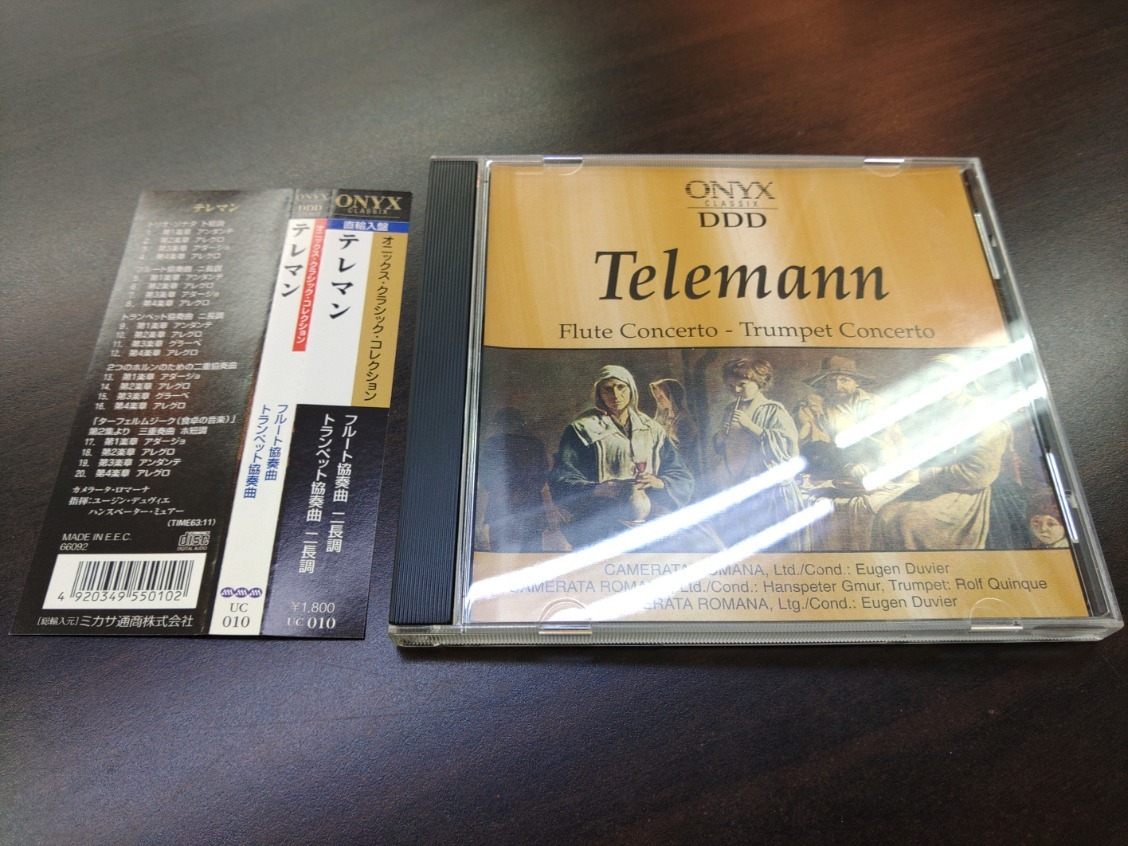 テレマン
トリオ・ソナタ ト短調
1. 第1楽章 アンダンテ
2. 第2楽章 アレグロ
3. 第3楽章 アダージョ
4. 第4楽章 アレグロ
フルート協奏曲 ニ長調
5. 第1楽章 アンダンテ
6. 第2楽章 アレグロ
7. 第3楽章 アダージョ
8. 第4楽章 アレグロ
トランペット協奏曲 ニ長調
9. 第1楽章 アンダンテ
10. 第2楽章 アレグロ
11. 第3楽章 グラーベ
12. 第4楽章 アレグロ
2つのホルンのための二重協奏曲
13. 第1楽章 アダージョ
14. 第2楽章 アレグロ
15. 第3楽章 グラーベ
16. 第4楽章 アレグロ
「ターフェルムジーク(食卓の音楽)」
第2集より 三重奏曲 ホ短調
17. 第1楽章 アダージョ
18. 第2楽章 アレグロ
19. 第3楽章 アンダンテ
20. 第4楽章 アレグロ
カメラータ・ロマーナ
指揮:ユージン・デュヴィエ
ハンスペーター・ミュアー
(TIME63:11)
MADE IN E.E.C.
66092
disc
DIGITAL AUDIO
4 920349 550102
[総輸入元]ミカサ通商株式会社
ONYX
DDD
オニックス・クラシック・コレクション
テレマン
フルート協奏曲
トランペット協奏曲
UC
010
ONYX
CLASSIX
直輸入盤
オニックス・クラシック・コレクション
テレマン
フルート協奏曲 ニ長調
トランペット協奏曲 ニ長調
¥1,800
UC 010
ONYX
CLASSIX
DDD
Telemann
Flute Concerto - Trumpet Concerto
CAMERATA ROMANA, Ltd./Cond.: Eugen Duvier
CAMERATA ROMANA, Ltd./Cond.: Hanspeter Gmur, Trumpet: Rolf Quinque
ROMANA, Ltg./Cond.: Eugen Duvier